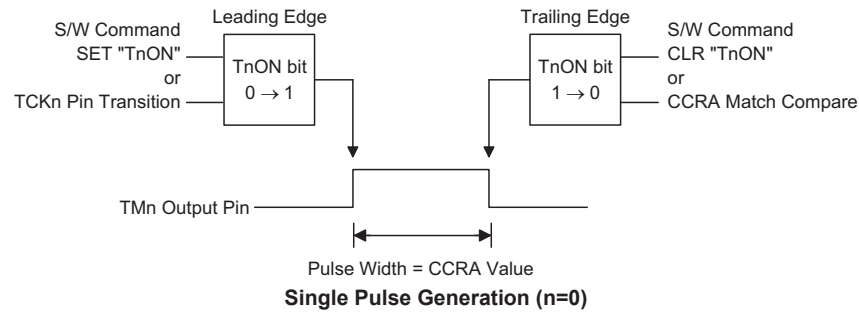 Leading Edge
S/W Command
SET "TnON"
or
TCKn Pin Transition
TnON bit
0 → 1
Trailing Edge
TnON bit
1 → 0
S/W Command
CLR "TnON"
or
CCRA Match Compare
TMn Output Pin
Pulse Width = CCRA Value
Single Pulse Generation (n=0)